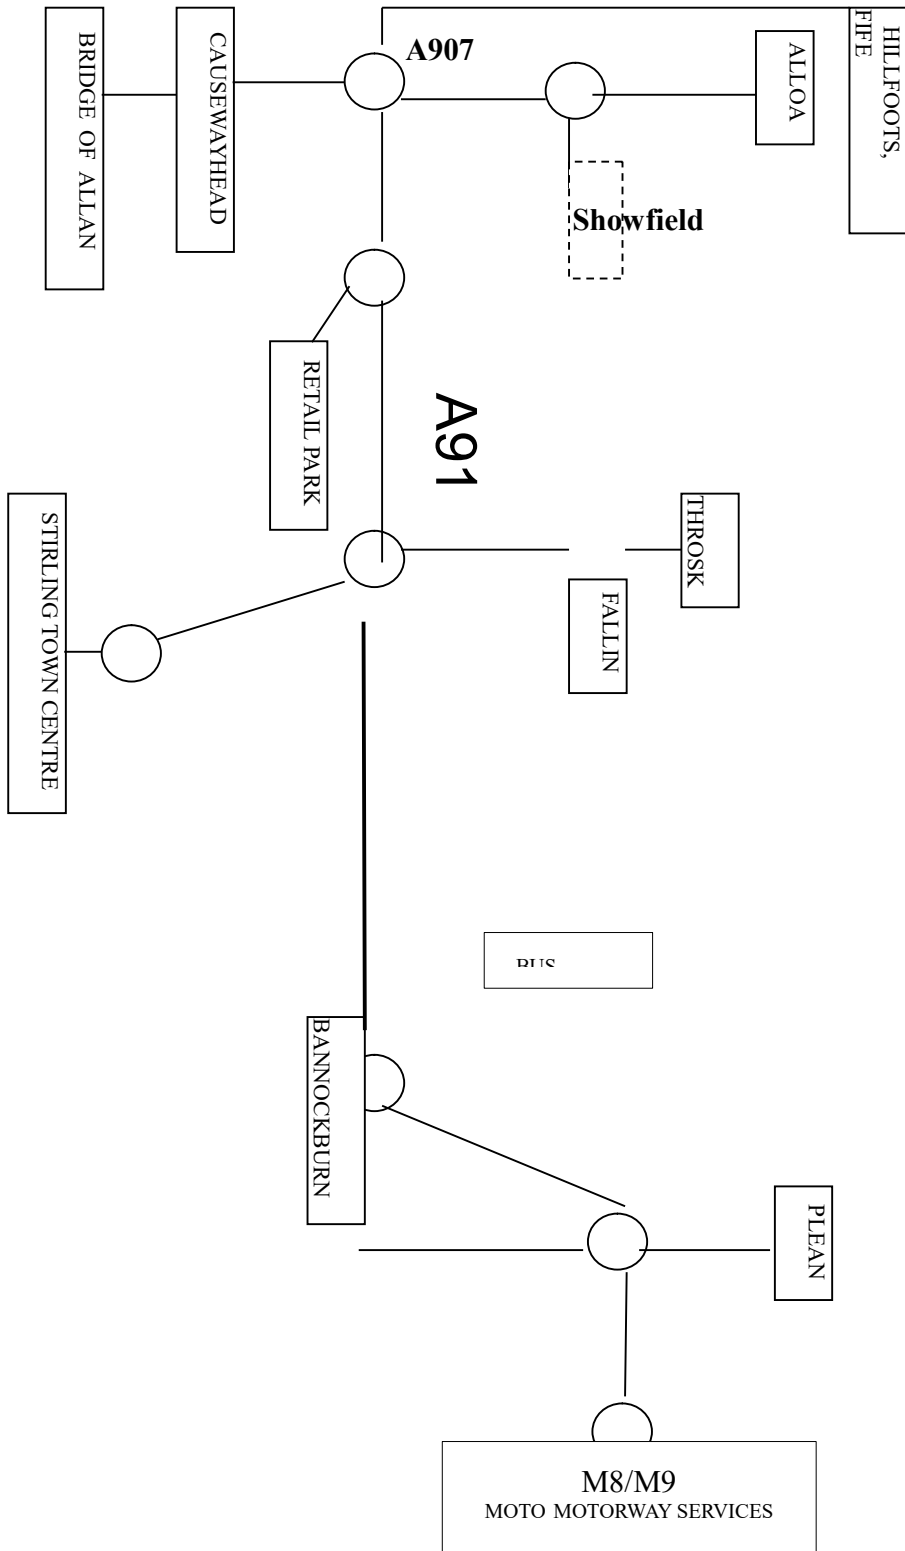 A907
HILLFOOTS,
FIFE
ALLOA
CAUSEWAYHEAD
BRIDGE OF ALLAN
Showfield
RETAIL PARK
A91
THROSK
FALLIN
STIRLING TOWN CENTRE
BUS
BANNOCKBURN
PLEAN
M8/M9
MOTO MOTORWAY SERVICES